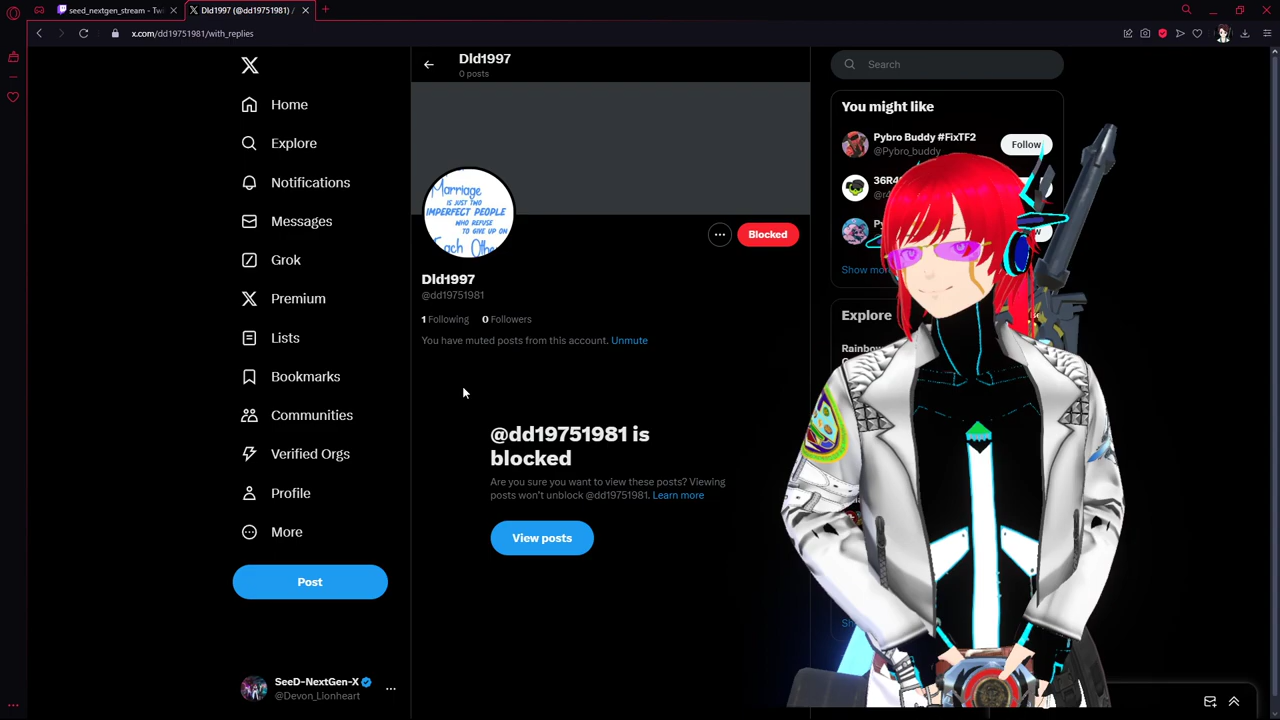 seed_nextgen_stream - Twi
Dld1997 (@dd19751981) /
x.com/dd19751981/with_replies
Home
Explore
Notifications
Messages
Grok
Premium
Lists
Bookmarks
Communities
Verified Orgs
Profile
More
Post
SeeD-NextGen-X
@Devon_Lionheart
Dld1997
0 posts
Marriage
IS JUST TWO
IMPERFECT PEOPLE
WHO REFUSE
TO GIVE UP ON
Each Other
Blocked
Dld1997
@dd19751981
1 Following 0 Followers
You have muted posts from this account. Unmute
@dd19751981 is
blocked
Are you sure you want to view these posts? Viewing
posts won't unblock @dd19751981. Learn more
View posts
Search
You might like
Pybro Buddy #FixTF2
@Pybro_buddy
Follow
Show more
Explore